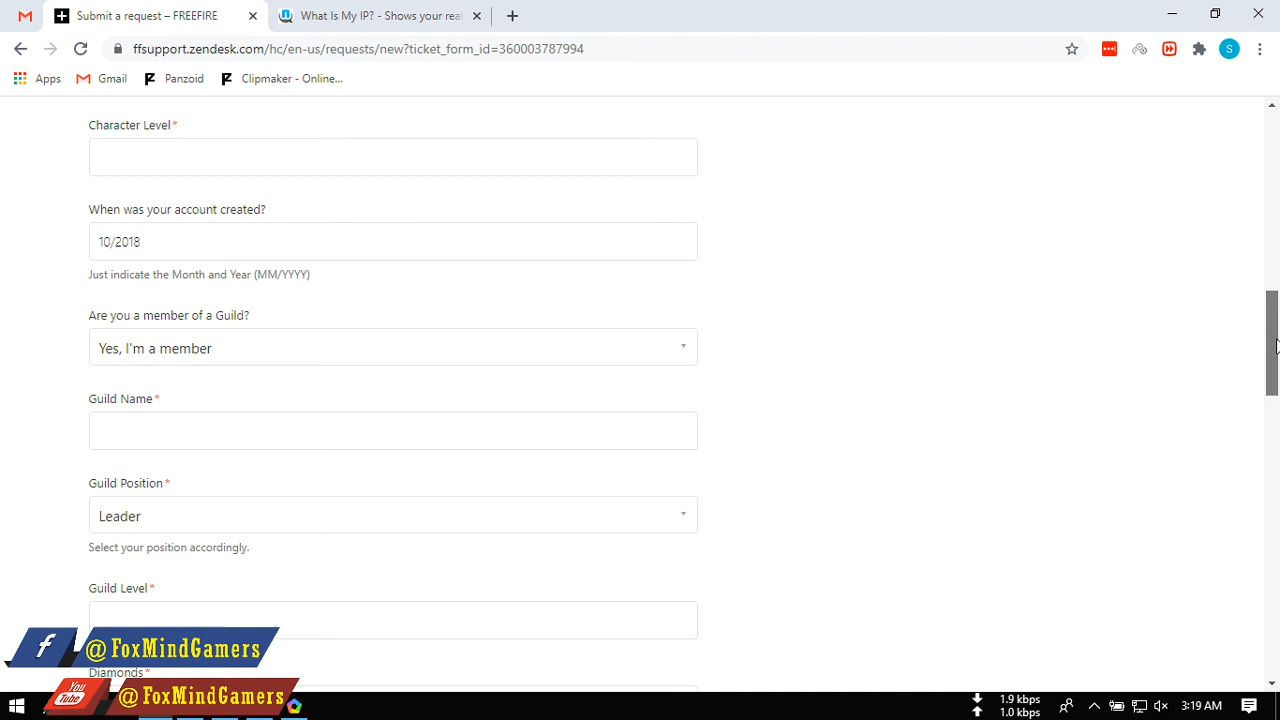 Submit a request – FREEFIRE
What Is My IP? - Shows your real
ffsupport.zendesk.com/hc/en-us/requests/new?ticket_form_id=360003787994
S
Apps
Gmail
Panzoid
Clipmaker - Online...
Character Level*
When was your account created?
10/2018
Just indicate the Month and Year (MM/YYYY)
Are you a member of a Guild?
Yes, I'm a member
Guild Name*
Guild Position*
Leader
Select your position accordingly.
Guild Level*
f @ FoxMindGamers
Diamonds*
You Tube @ FoxMindGamers
1.9 kbps
1.0 kbps
3:19 AM